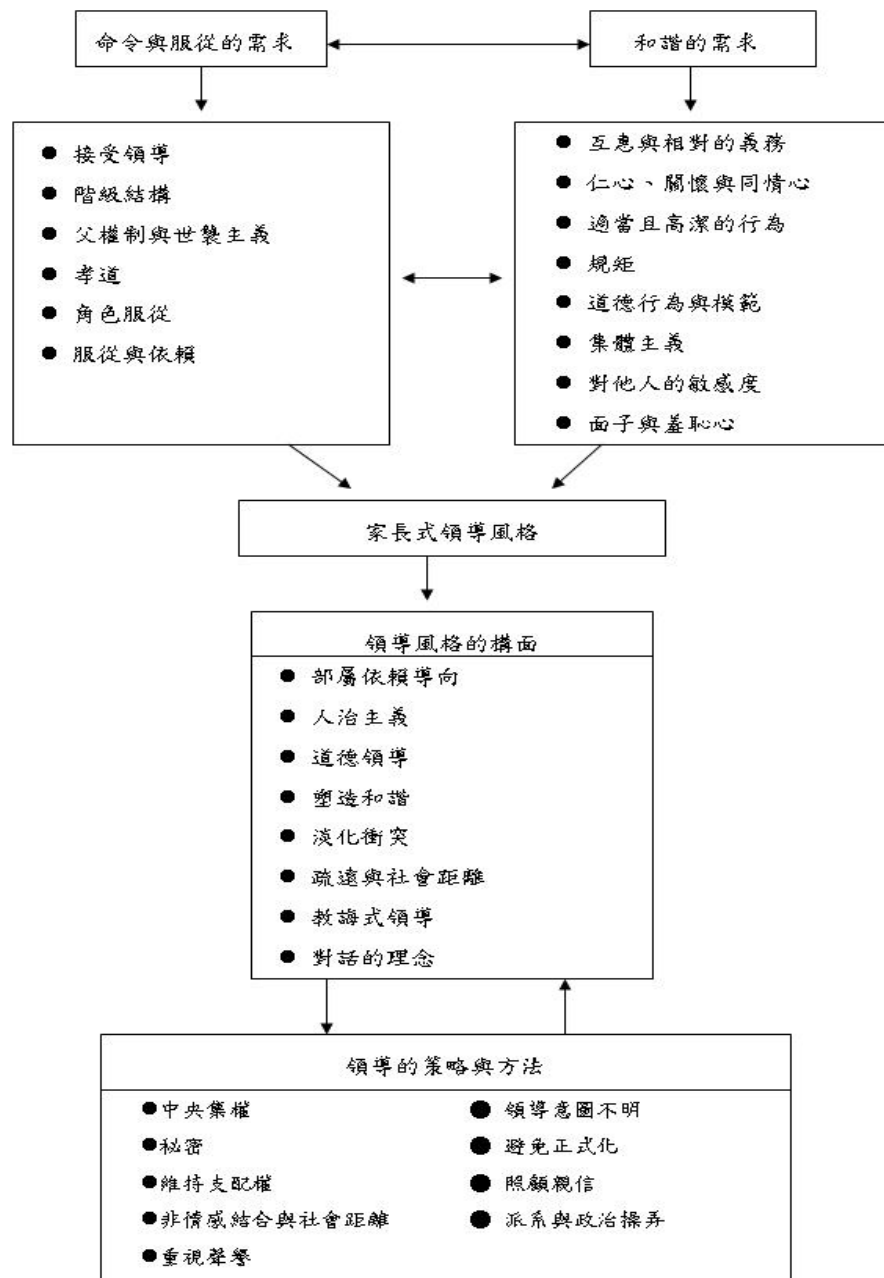 命令與服從的需求
和諧的需求
● 接受領導
● 階級結構
● 父權制與世襲主義
● 孝道
● 角色服從
● 服從與依賴
● 互惠與相對的義務
● 仁心、關懷與同情心
● 適當且高潔的行為
● 規矩
● 道德行為與模範
● 集體主義
● 對他人的敏感度
● 面子與羞恥心
家長式領導風格
領導風格的構面
● 部屬依賴導向
● 人治主義
● 道德領導
● 塑造和諧
● 淡化衝突
● 疏遠與社會距離
● 教誨式領導
● 對話的理念
領導的策略與方法
●中央集權
●秘密
●維持支配權
●非情感結合與社會距離
●重視聲譽
● 領導意圖不明
● 避免正式化
● 照顧親信
● 派系與政治操弄